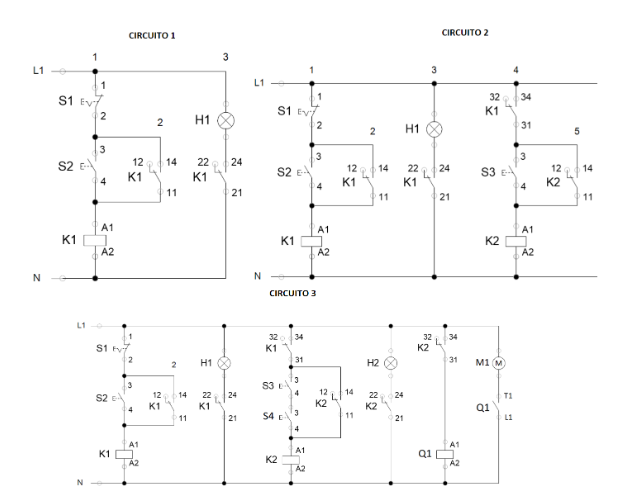 CIRCUITO 1
1 3
L1
1
S1
2
2
H1
3
S2
4
12 14
K1
11
22 24
K1
21
A1
K1
A2
N
CIRCUITO 2
1 3 4
L1
1
S1
2
2
H1
32 34
K1
31
5
3
S2
4
12 14
K1
11
22 24
K1
21
3
S3
4
12 14
K2
11
A1
K1
A2
A1
K2
A2
N
CIRCUITO 3
L1
1
S1
2
2
H1
32 34
K1
31
H2
32 34
K2
31
M1 M
3
S2
4
12 14
K1
11
22 24
K1
21
3
S3
4
3
S4
4
12 14
K2
11
22 24
K2
21
T1
Q1
L1
A1
K1
A2
A1
K2
A2
A1
Q1
A2
N